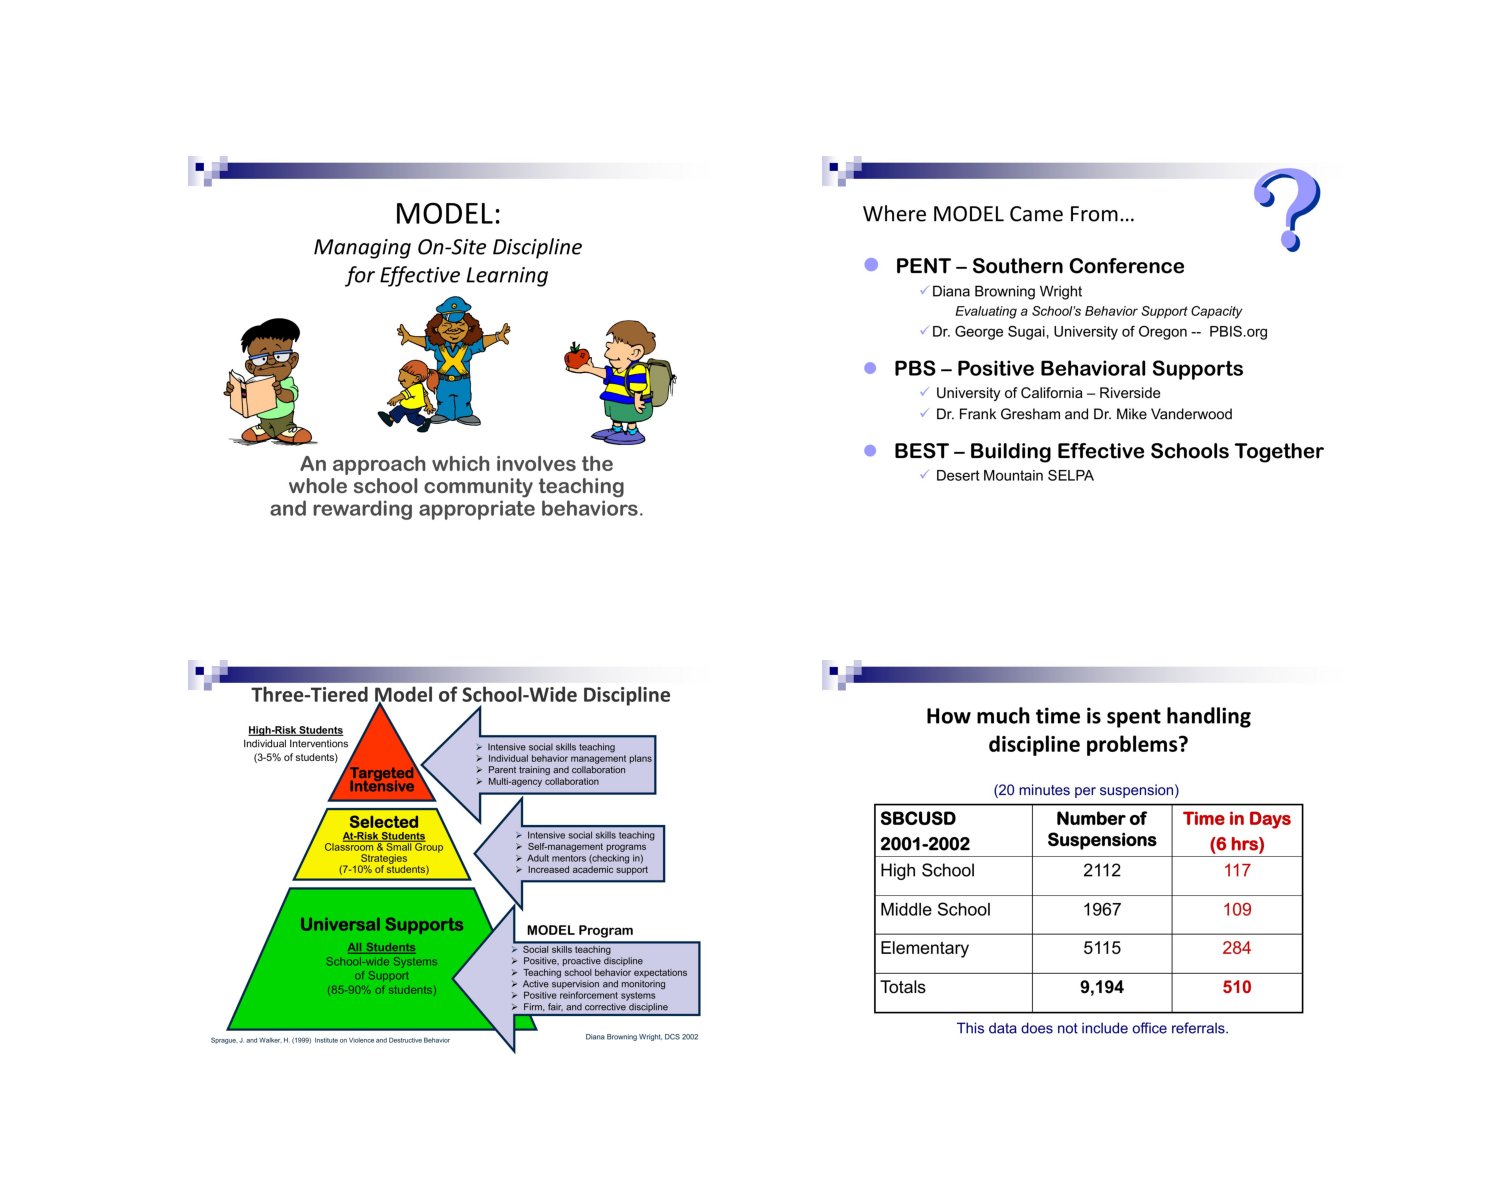 MODEL:
Managing On-Site Discipline
for Effective Learning
An approach which involves the
whole school community teaching
and rewarding appropriate behaviors.
Where MODEL Came From…
?
● PENT – Southern Conference
✓ Diana Browning Wright
Evaluating a School's Behavior Support Capacity
✓ Dr. George Sugai, University of Oregon -- PBIS.org
● PBS – Positive Behavioral Supports
✓ University of California – Riverside
✓ Dr. Frank Gresham and Dr. Mike Vanderwood
● BEST – Building Effective Schools Together
✓ Desert Mountain SELPA
Three-Tiered Model of School-Wide Discipline
High-Risk Students
Individual Interventions
(3-5% of students)
Targeted
Intensive
➢ Intensive social skills teaching
➢ Individual behavior management plans
➢ Parent training and collaboration
➢ Multi-agency collaboration
Selected
At-Risk Students
Classroom & Small Group
Strategies
(7-10% of students)
➢ Intensive social skills teaching
➢ Self-management programs
➢ Adult mentors (checking in)
➢ Increased academic support
Universal Supports
All Students
School-wide Systems
of Support
(85-90% of students)
MODEL Program
➢ Social skills teaching
➢ Positive, proactive discipline
➢ Teaching school behavior expectations
➢ Active supervision and monitoring
➢ Positive reinforcement systems
➢ Firm, fair, and corrective discipline
Sprague, J. and Walker, H. (1999) Institute on Violence and Destructive Behavior
Diana Browning Wright, DCS 2002
How much time is spent handling
discipline problems?
(20 minutes per suspension)
SBCUSD Number of Time in Days
2001-2002 Suspensions (6 hrs)
High School 2112 117
Middle School 1967 109
Elementary 5115 284
Totals 9,194 510
This data does not include office referrals.